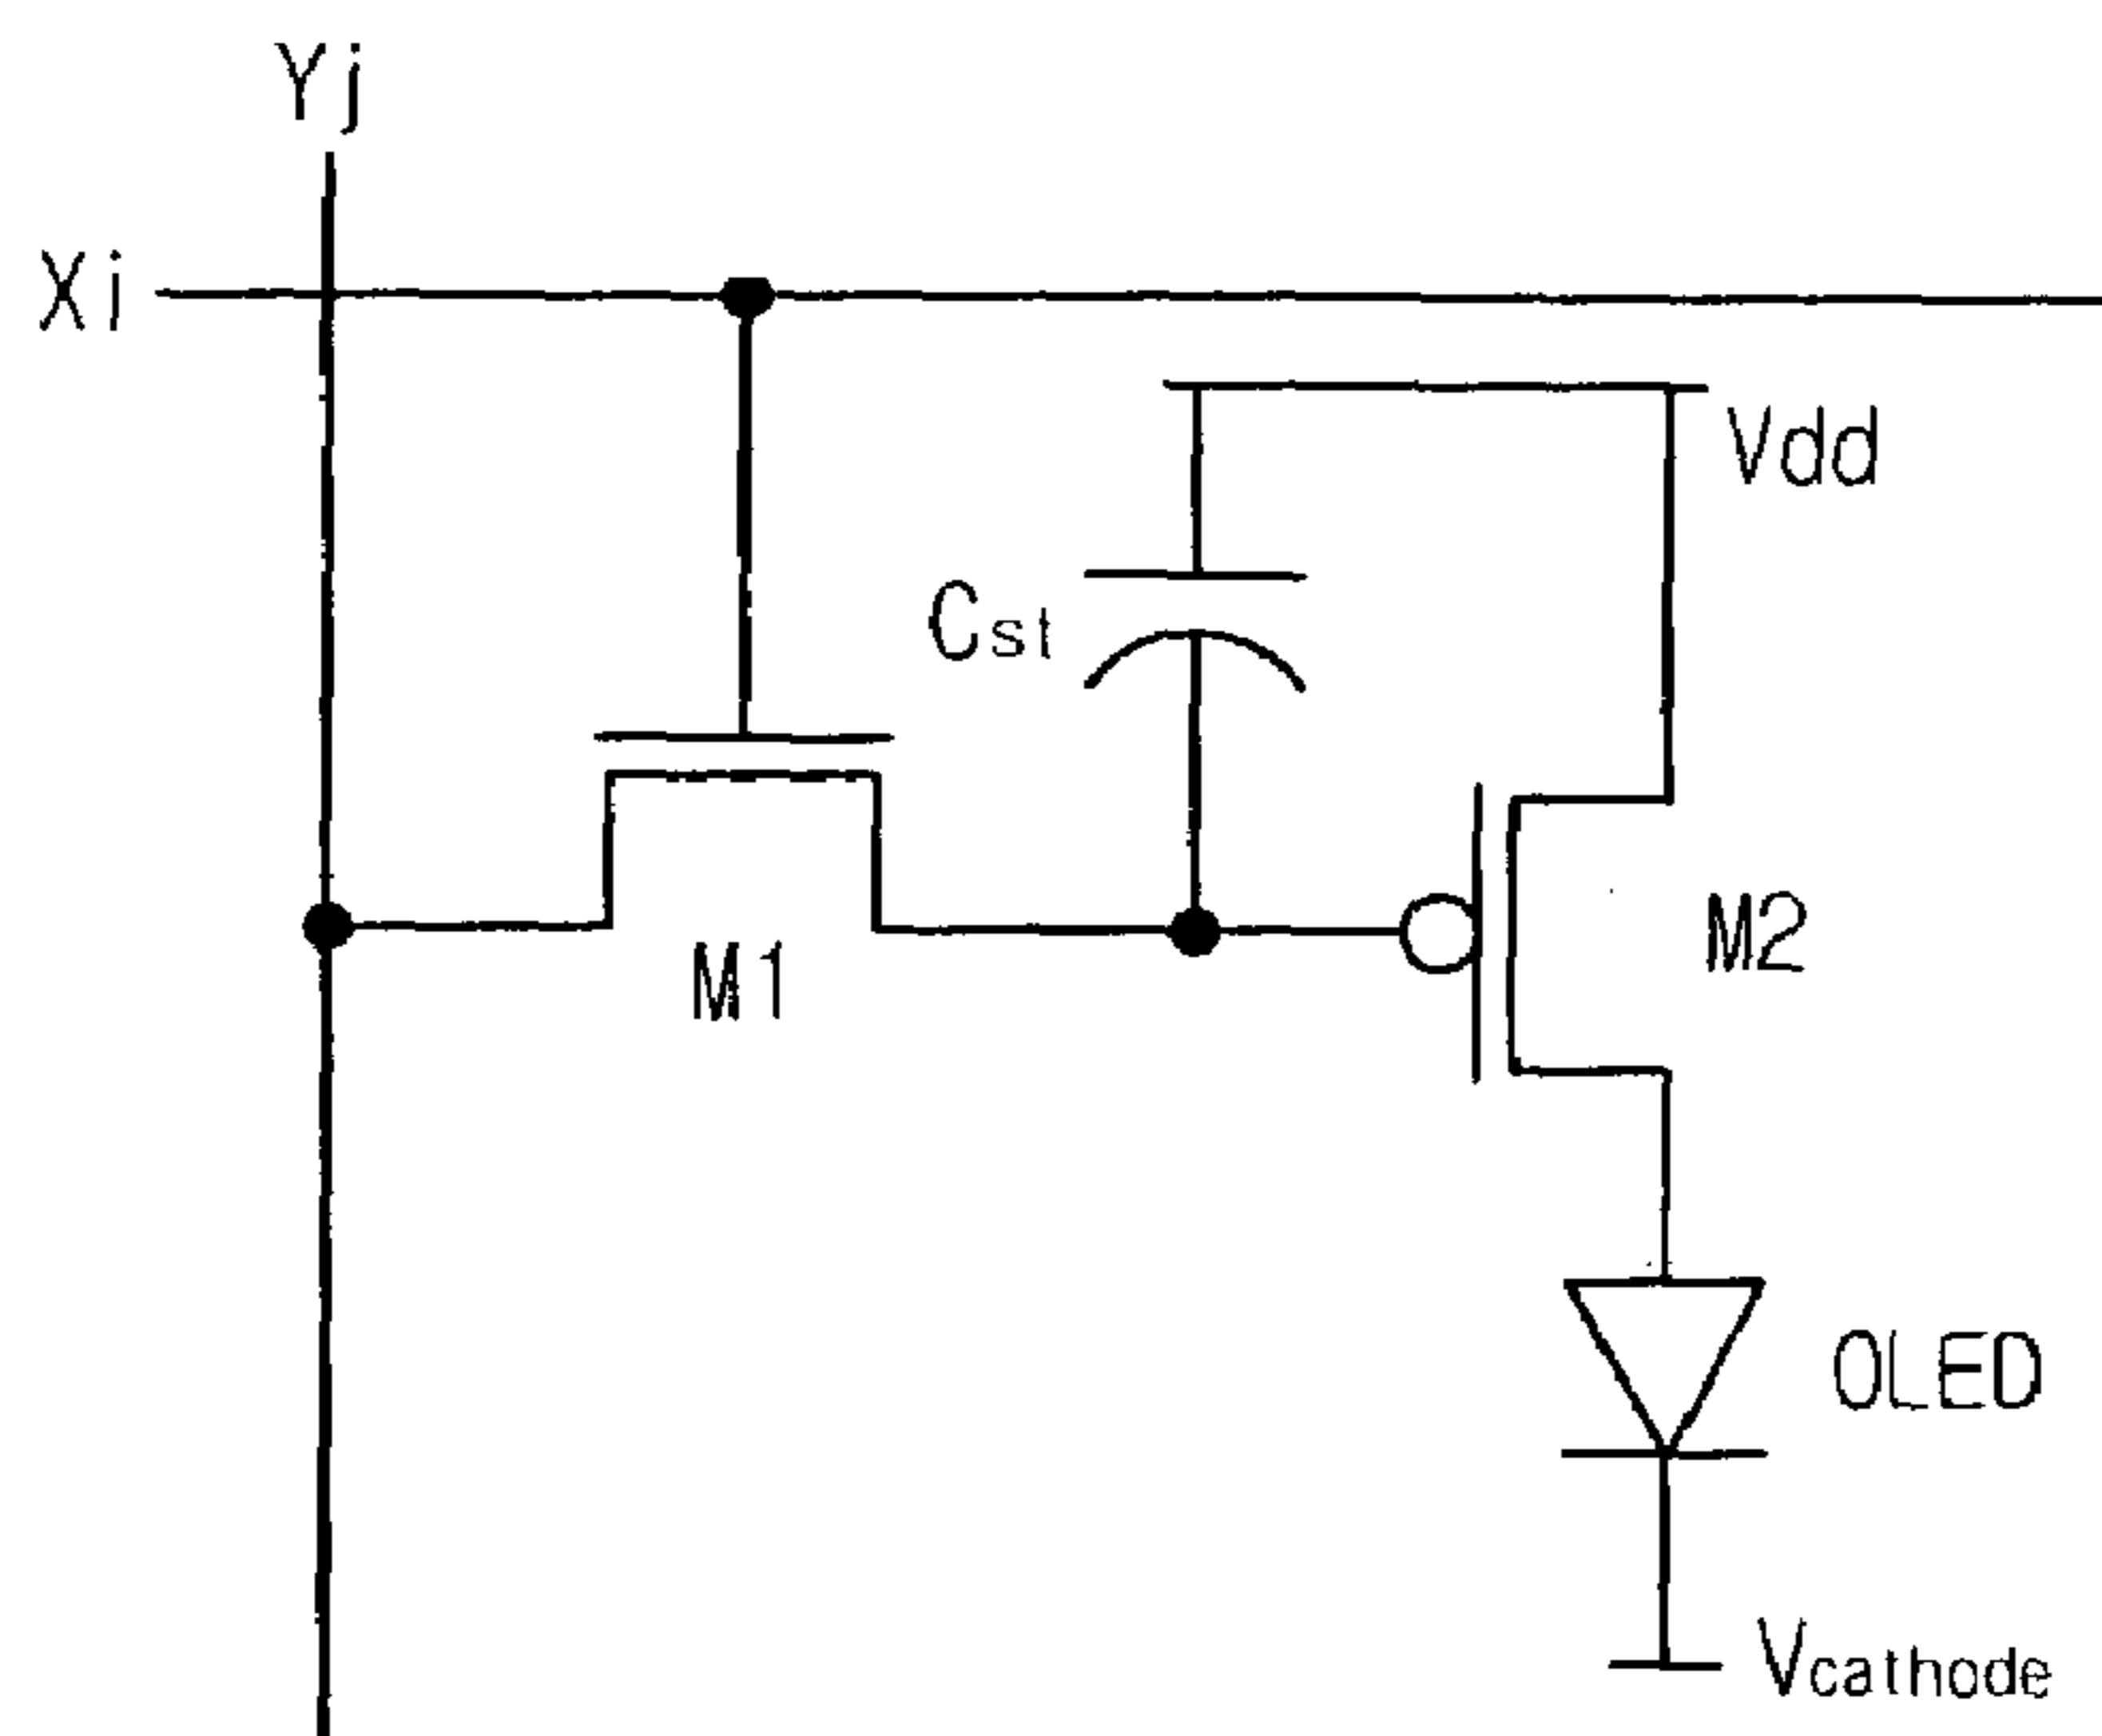 Yj
Xi
Vdd
Cst
M2
M1
OLED
Vcathode